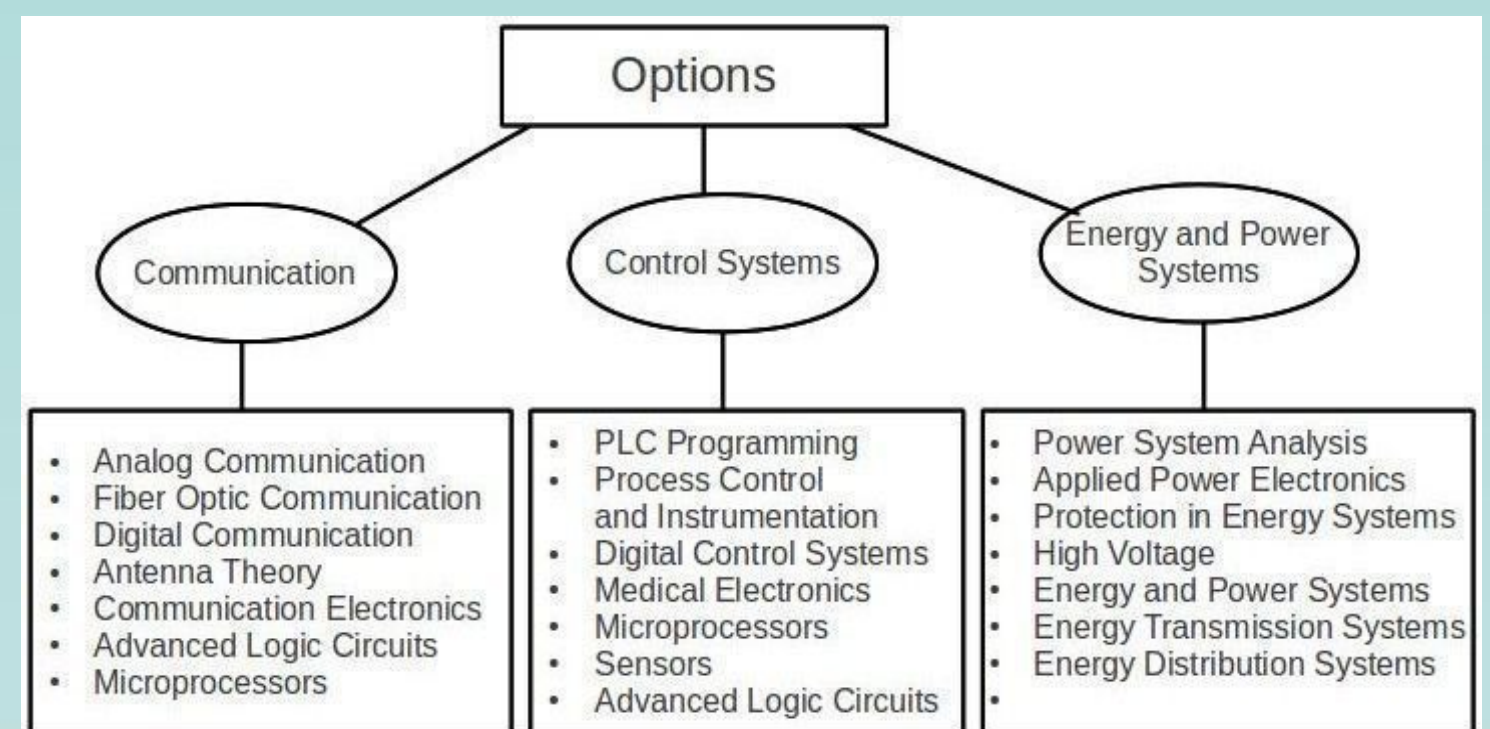 Options
Communication
Control Systems
Energy and Power
Systems
• Analog Communication
• Fiber Optic Communication
• Digital Communication
• Antenna Theory
• Communication Electronics
• Advanced Logic Circuits
• Microprocessors
• PLC Programming
• Process Control
and Instrumentation
• Digital Control Systems
• Medical Electronics
• Microprocessors
• Sensors
• Advanced Logic Circuits
• Power System Analysis
• Applied Power Electronics
• Protection in Energy Systems
• High Voltage
• Energy and Power Systems
• Energy Transmission Systems
• Energy Distribution Systems
•